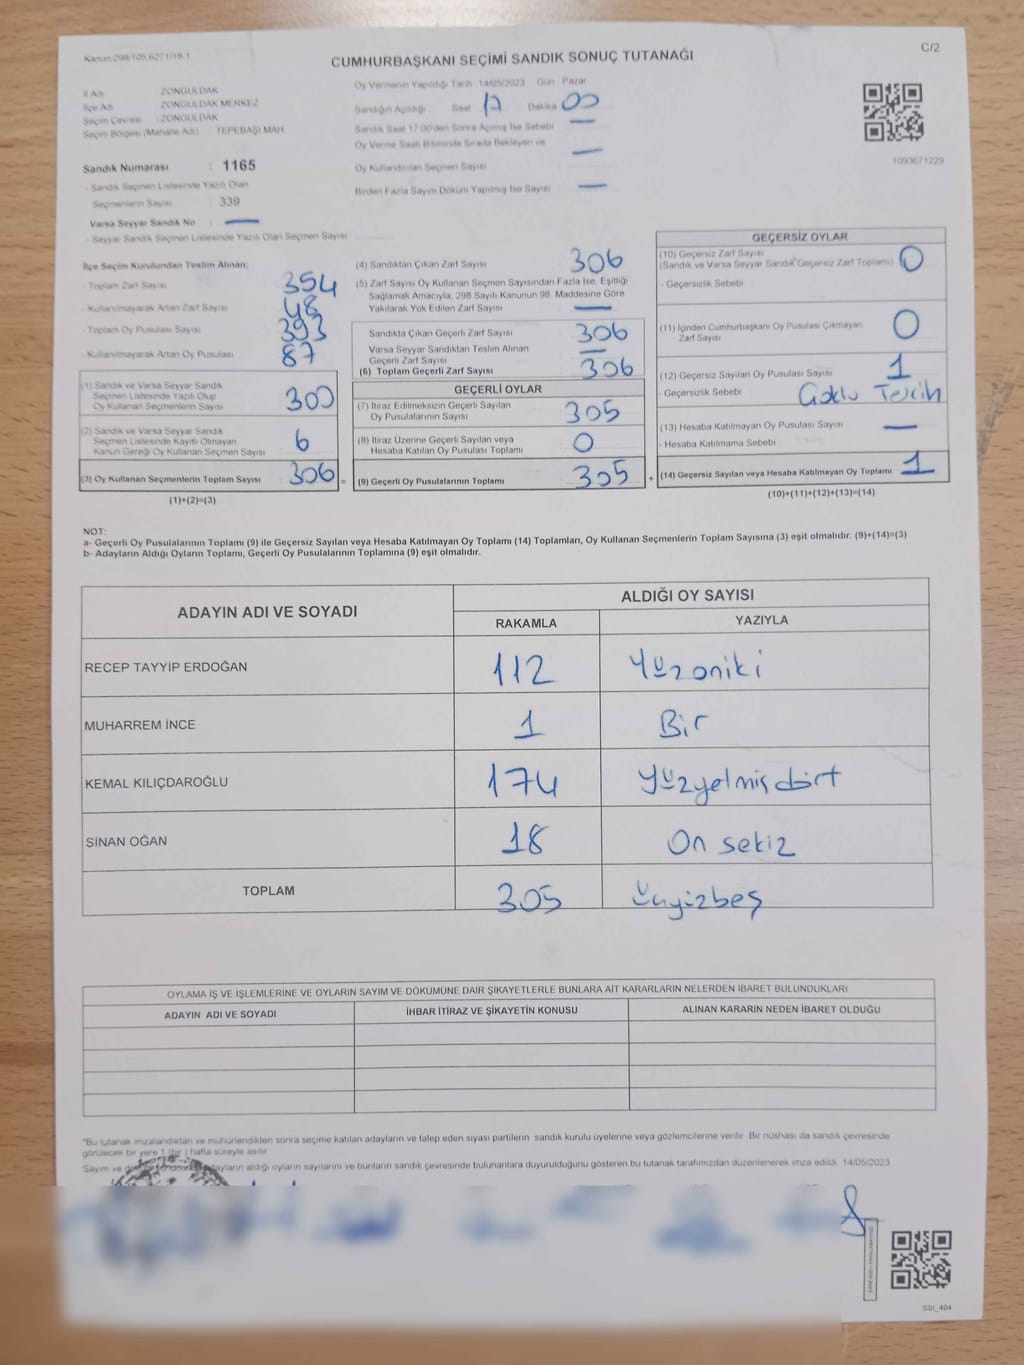 Kanun:298/105,6271/18-1
C/2
CUMHURBAŞKANI SEÇİMİ SANDIK SONUÇ TUTANAĞI
İl Adı : ZONGULDAK
İlçe Adı : ZONGULDAK MERKEZ
Seçim Çevresi : ZONGULDAK
Seçim Bölgesi (Mahalle Adı) : TEPEBAŞI MAH.
Sandık Numarası : 1165
- Sandık Seçmen Listesinde Yazılı Olan
Seçmenlerin Sayısı : 339
Varsa Seyyar Sandık No : —
- Seyyar Sandık Seçmen Listesinde Yazılı Olan Seçmen Sayısı
Oy Vermenin Yapıldığı Tarih 14/05/2023 Gün Pazar
Sandığın Açıldığı Saat 17 Dakika 00
Sandık Saat 17:00'den Sonra Açılmış İse Sebebi —
Oy Verme Saati Bitiminde Sırada Bekleyen ve
Oy Kullandırılan Seçmen Sayısı —
Birden Fazla Sayım Döküm Yapılmış İse Sayısı —
1093671229
İlçe Seçim Kurulundan Teslim Alınan;
- Toplam Zarf Sayısı 354
- Kullanılmayarak Artan Zarf Sayısı 48
- Toplam Oy Pusulası Sayısı 393
- Kullanılmayarak Artan Oy Pusulası 87
(1) Sandık ve Varsa Seyyar Sandık
Seçmen Listesinde Yazılı Olup
Oy Kullanan Seçmenlerin Sayısı 300
(2) Sandık ve Varsa Seyyar Sandık
Seçmen Listesinde Kayıtlı Olmayan
Kanun Gereği Oy Kullanan Seçmen Sayısı 6
(3) Oy Kullanan Seçmenlerin Toplam Sayısı 306 =
(1)+(2)=(3)
(4) Sandıktan Çıkan Zarf Sayısı 306
(5) Zarf Sayısı Oy Kullanan Seçmen Sayısından Fazla İse, Eşitliği
Sağlamak Amacıyla, 298 Sayılı Kanunun 98. Maddesine Göre
Yakılarak Yok Edilen Zarf Sayısı —
Sandıkta Çıkan Geçerli Zarf Sayısı 306
Varsa Seyyar Sandıktan Teslim Alınan
Geçerli Zarf Sayısı —
(6) Toplam Geçerli Zarf Sayısı 306
GEÇERLİ OYLAR
(7) İtiraz Edilmeksizin Geçerli Sayılan
Oy Pusulalarının Sayısı 305
(8) İtiraz Üzerine Geçerli Sayılan veya
Hesaba Katılan Oy Pusulası Toplamı 0
(9) Geçerli Oy Pusulalarının Toplamı 305 +
GEÇERSİZ OYLAR
(10) Geçersiz Zarf Sayısı
(Sandık ve Varsa Seyyar Sandık Geçersiz Zarf Toplamı) 0
- Geçersizlik Sebebi :
(11) İçinden Cumhurbaşkanı Oy Pusulası Çıkmayan
Zarf Sayısı 0
(12) Geçersiz Sayılan Oy Pusulası Sayısı 1
- Geçersizlik Sebebi : Çoklu Tercih
(13) Hesaba Katılmayan Oy Pusulası Sayısı —
- Hesaba Katılmama Sebebi :
(14) Geçersiz Sayılan veya Hesaba Katılmayan Oy Toplamı 1
(10)+(11)+(12)+(13)=(14)
NOT:
a- Geçerli Oy Pusulalarının Toplamı (9) ile Geçersiz Sayılan veya Hesaba Katılmayan Oy Toplamı (14) Toplamları, Oy Kullanan Seçmenlerin Toplam Sayısına (3) eşit olmalıdır. (9)+(14)=(3)
b- Adayların Aldığı Oyların Toplamı, Geçerli Oy Pusulalarının Toplamına (9) eşit olmalıdır.
ADAYIN ADI VE SOYADI
ALDIĞI OY SAYISI
RAKAMLA YAZIYLA
RECEP TAYYİP ERDOĞAN 112 Yüzoniki
MUHARREM İNCE 1 Bir
KEMAL KILIÇDAROĞLU 174 Yüzyetmişdört
SİNAN OĞAN 18 On sekiz
TOPLAM 305 Üçyüzbeş
OYLAMA İŞ VE İŞLEMLERİNE VE OYLARIN SAYIM VE DÖKÜMÜNE DAİR ŞİKAYETLERLE BUNLARA AİT KARARLARIN NELERDEN İBARET BULUNDUKLARI
ADAYIN ADI VE SOYADI İHBAR İTİRAZ VE ŞİKAYETİN KONUSU ALINAN KARARIN NEDEN İBARET OLDUĞU
*Bu tutanak imzalandıktan ve mühürlendikten sonra seçime katılan adayların ve talep eden siyasi partilerin sandık kurulu üyelerine veya gözlemcilerine verilir. Bir nüshası da sandık çevresinde
görülecek bir yere 1 (bir) hafta süreyle asılır.
Sayım ve adayların aldığı oyların sayılarını ve bunların sandık çevresinde bulunanlara duyurulduğunu gösteren bu tutanak tarafımızdan düzenlenerek imza edildi. 14/05/2023
SSI_404